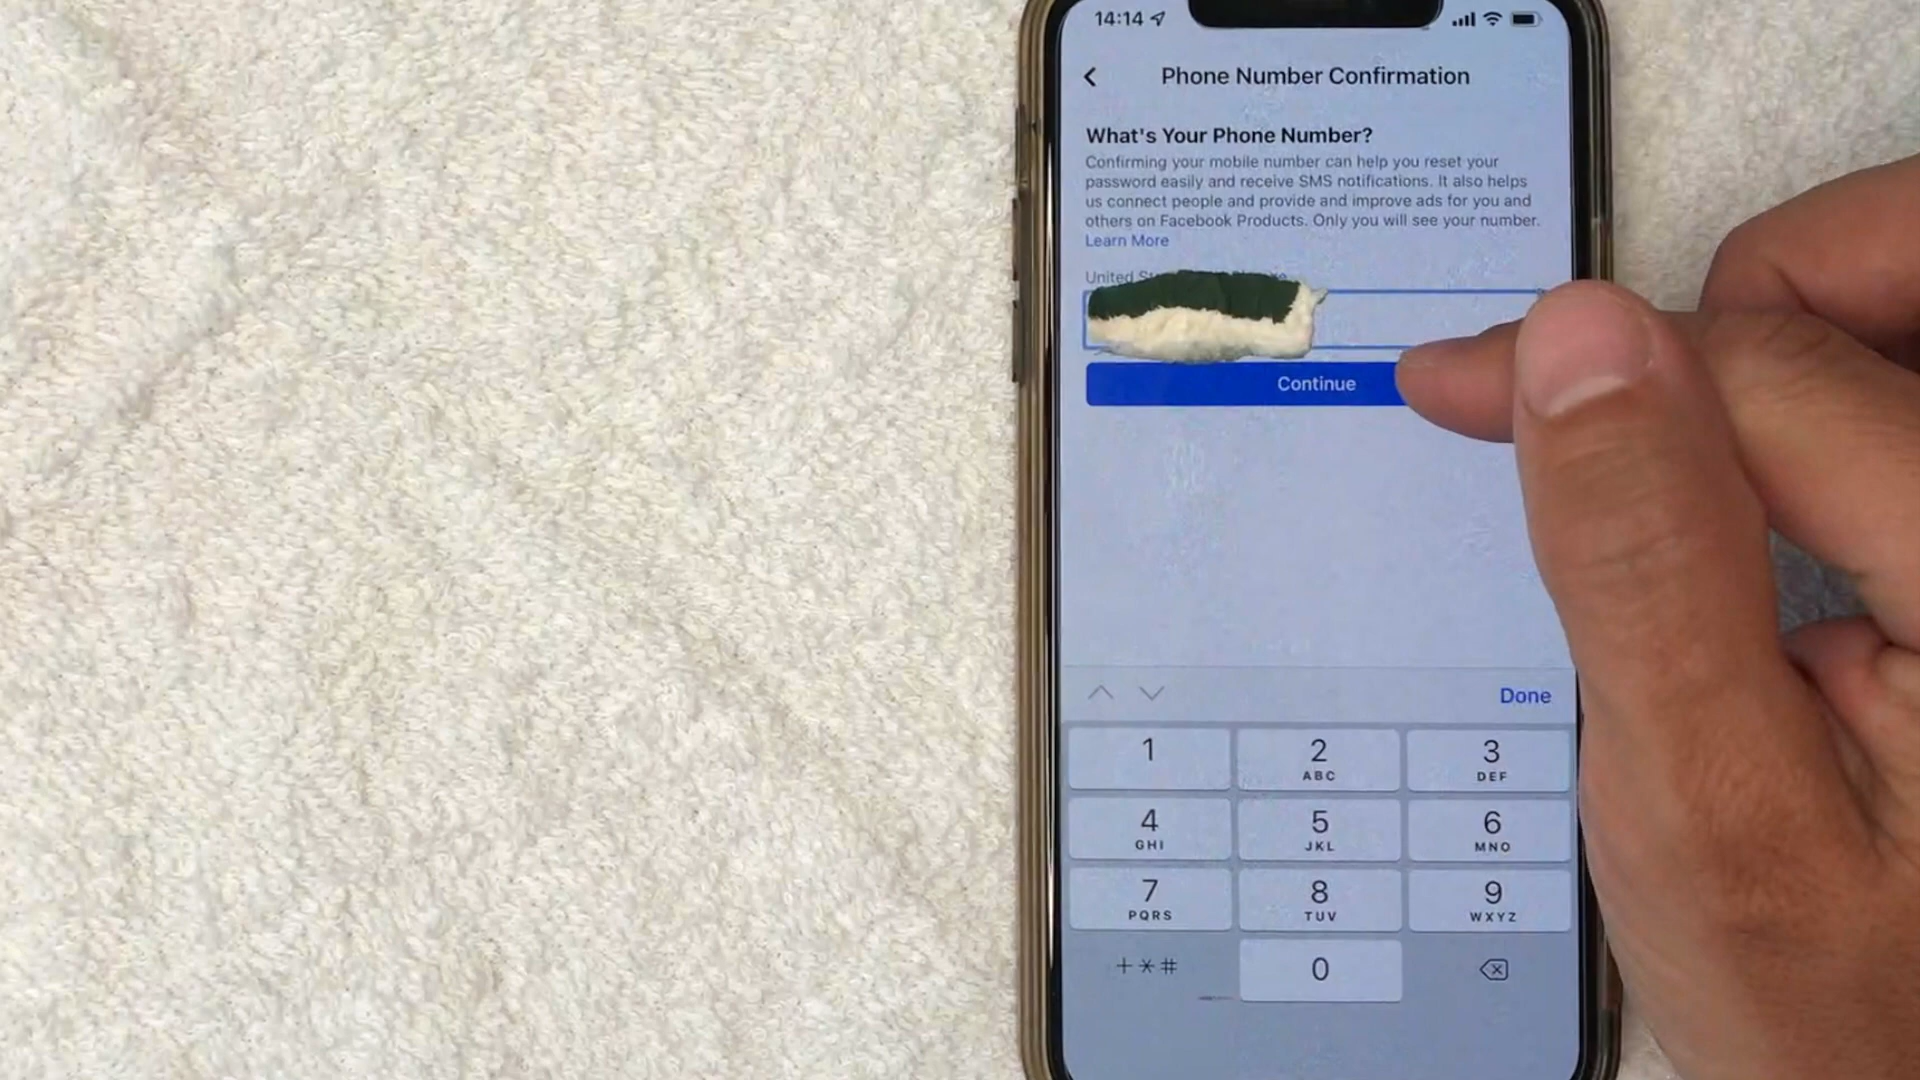 14:14
Phone Number Confirmation
What's Your Phone Number?
Confirming your mobile number can help you reset your
password easily and receive SMS notifications. It also helps
us connect people and provide and improve ads for you and
others on Facebook Products. Only you will see your number.
Learn More
United
Continue
Done
1
2
ABC
3
DEF
4
GHI
5
JKL
6
MNO
7
PQRS
8
TUV
9
WXYZ
+*#
0